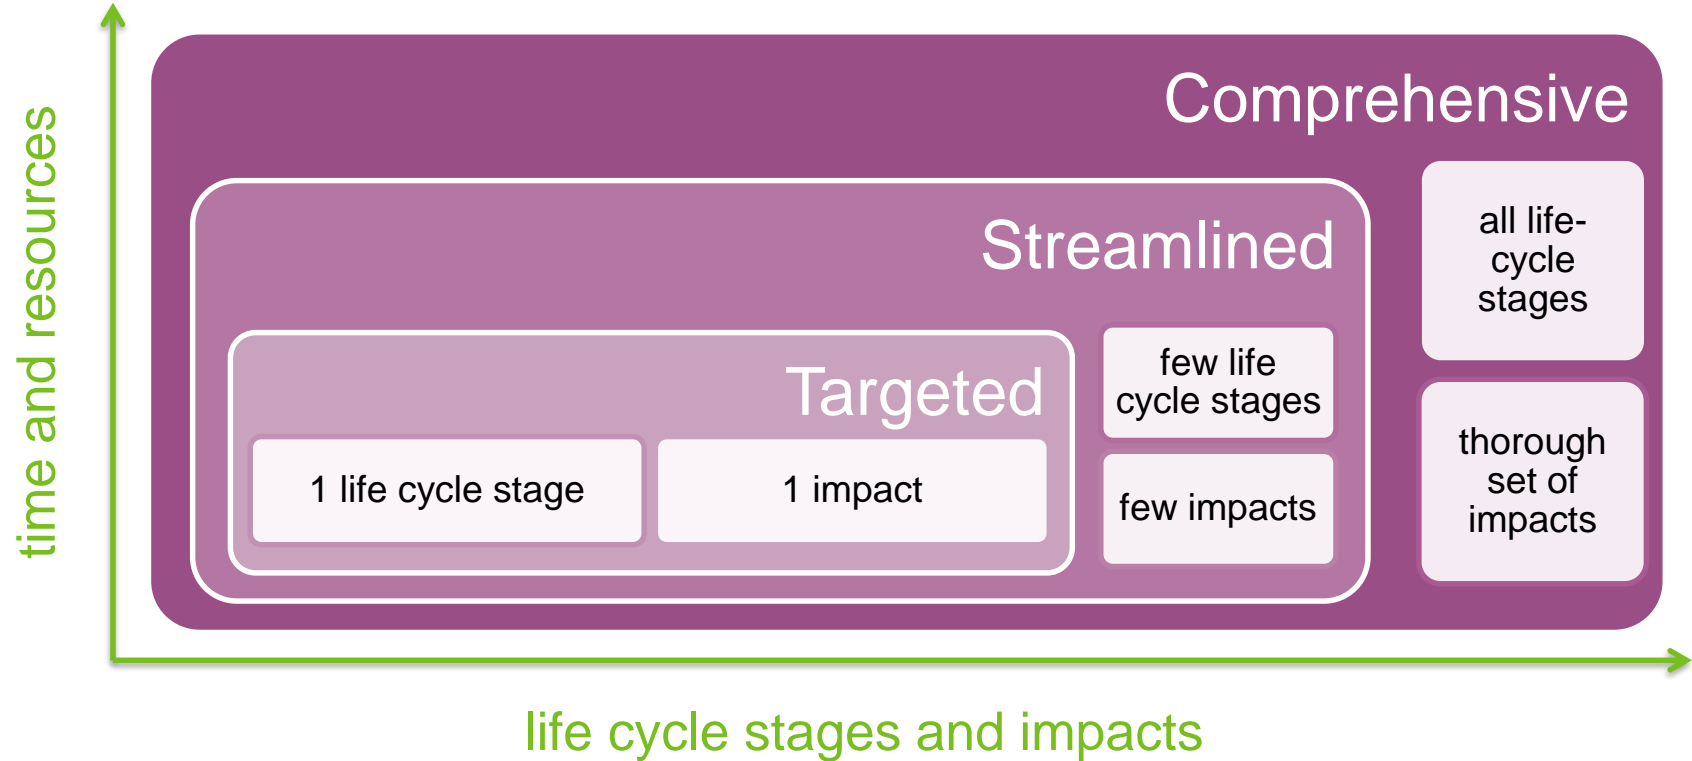 time and resources
Comprehensive
all life-
cycle
stages
thorough
set of
impacts
Streamlined
few life
cycle stages
few impacts
Targeted
1 life cycle stage
1 impact
life cycle stages and impacts